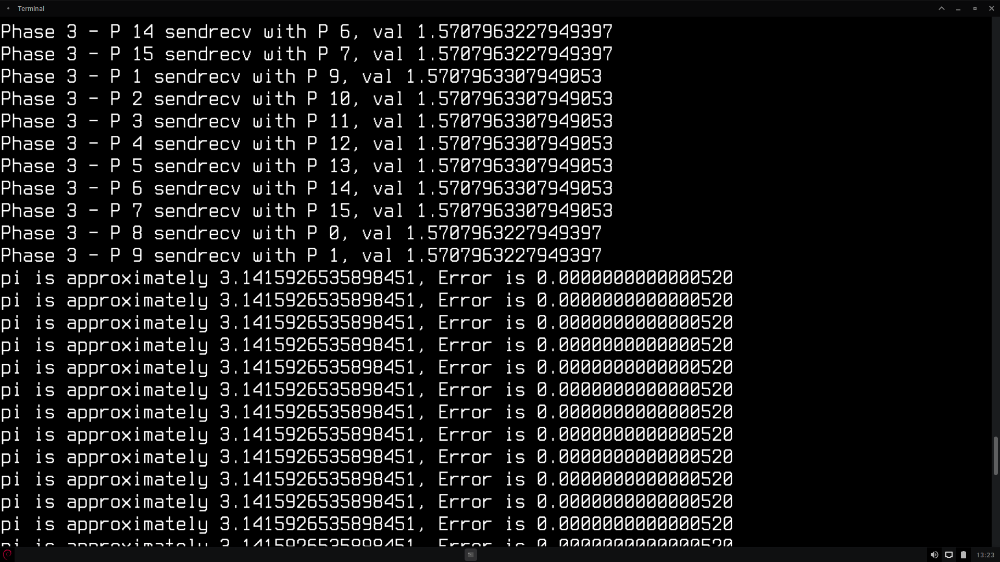 Terminal
Phase 3 - P 14 sendrecv with P 6, val 1.5707963227949397
Phase 3 - P 15 sendrecv with P 7, val 1.5707963227949397
Phase 3 - P 1 sendrecv with P 9, val 1.5707963307949053
Phase 3 - P 2 sendrecv with P 10, val 1.5707963307949053
Phase 3 - P 3 sendrecv with P 11, val 1.5707963307949053
Phase 3 - P 4 sendrecv with P 12, val 1.5707963307949053
Phase 3 - P 5 sendrecv with P 13, val 1.5707963307949053
Phase 3 - P 6 sendrecv with P 14, val 1.5707963307949053
Phase 3 - P 7 sendrecv with P 15, val 1.5707963307949053
Phase 3 - P 8 sendrecv with P 0, val 1.5707963227949397
Phase 3 - P 9 sendrecv with P 1, val 1.5707963227949397
pi is approximately 3.1415926535898451, Error is 0.0000000000000520
pi is approximately 3.1415926535898451, Error is 0.0000000000000520
pi is approximately 3.1415926535898451, Error is 0.0000000000000520
pi is approximately 3.1415926535898451, Error is 0.0000000000000520
pi is approximately 3.1415926535898451, Error is 0.0000000000000520
pi is approximately 3.1415926535898451, Error is 0.0000000000000520
pi is approximately 3.1415926535898451, Error is 0.0000000000000520
pi is approximately 3.1415926535898451, Error is 0.0000000000000520
pi is approximately 3.1415926535898451, Error is 0.0000000000000520
pi is approximately 3.1415926535898451, Error is 0.0000000000000520
pi is approximately 3.1415926535898451, Error is 0.0000000000000520
pi is approximately 3.1415926535898451, Error is 0.0000000000000520
pi is approximately 3.1415926535898451, Error is 0.0000000000000520
13:23